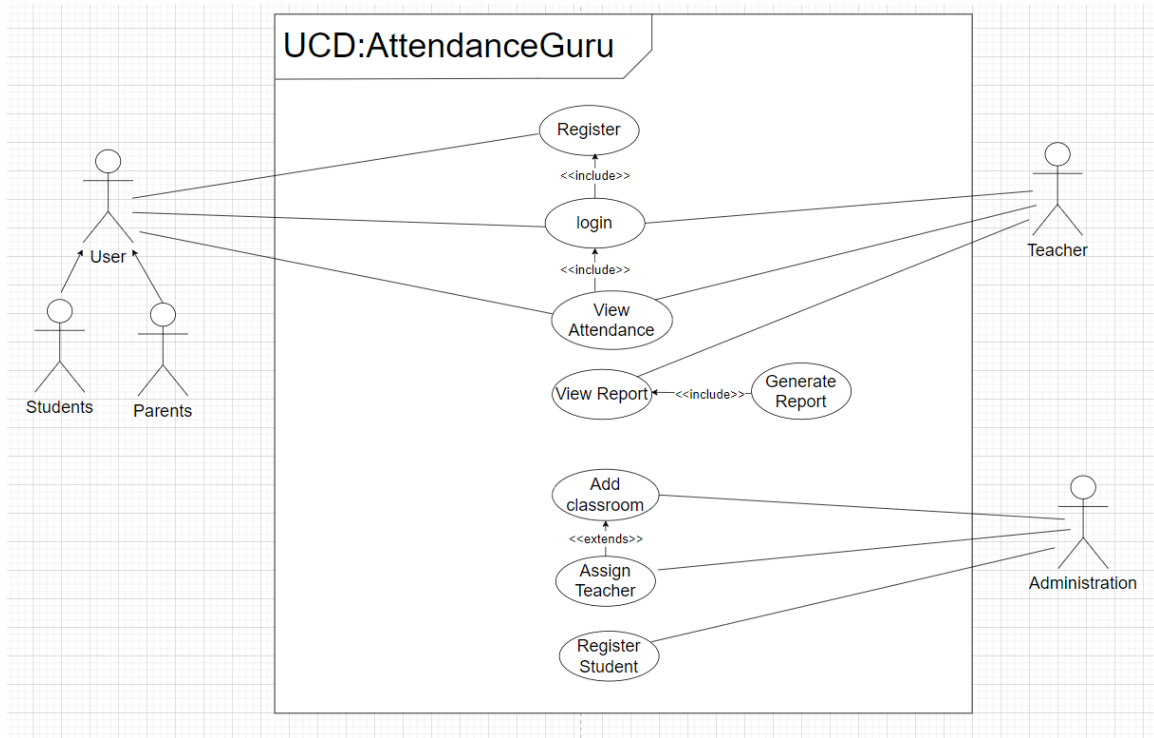 UCD:AttendanceGuru
Register
<<include>>
login
<<include>>
View
Attendance
View Report
<<include>>
Generate
Report
Add
classroom
<<extends>>
Assign
Teacher
Register
Student
User
Students
Parents
Teacher
Administration